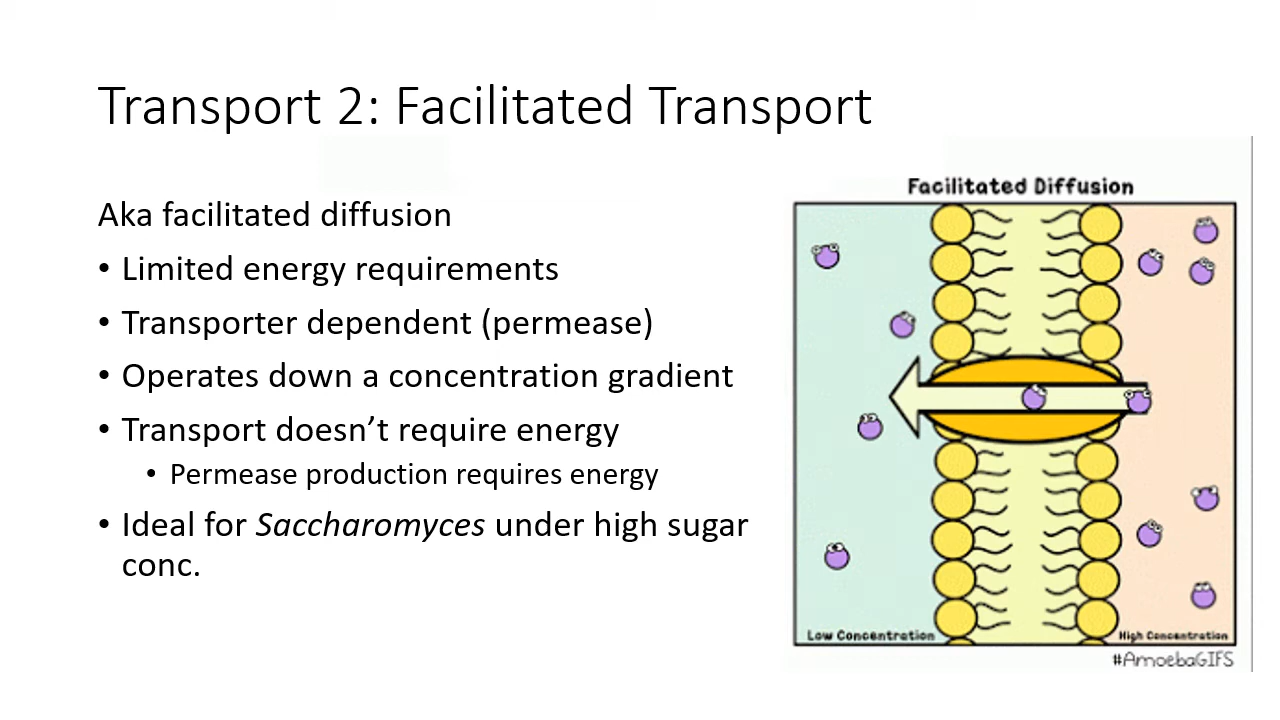 Transport 2: Facilitated Transport
Aka facilitated diffusion
• Limited energy requirements
• Transporter dependent (permease)
• Operates down a concentration gradient
• Transport doesn’t require energy
• Permease production requires energy
• Ideal for Saccharomyces under high sugar
conc.
Facilitated Diffusion
Low Concentration
High Concentration
#AmoebaGIFS